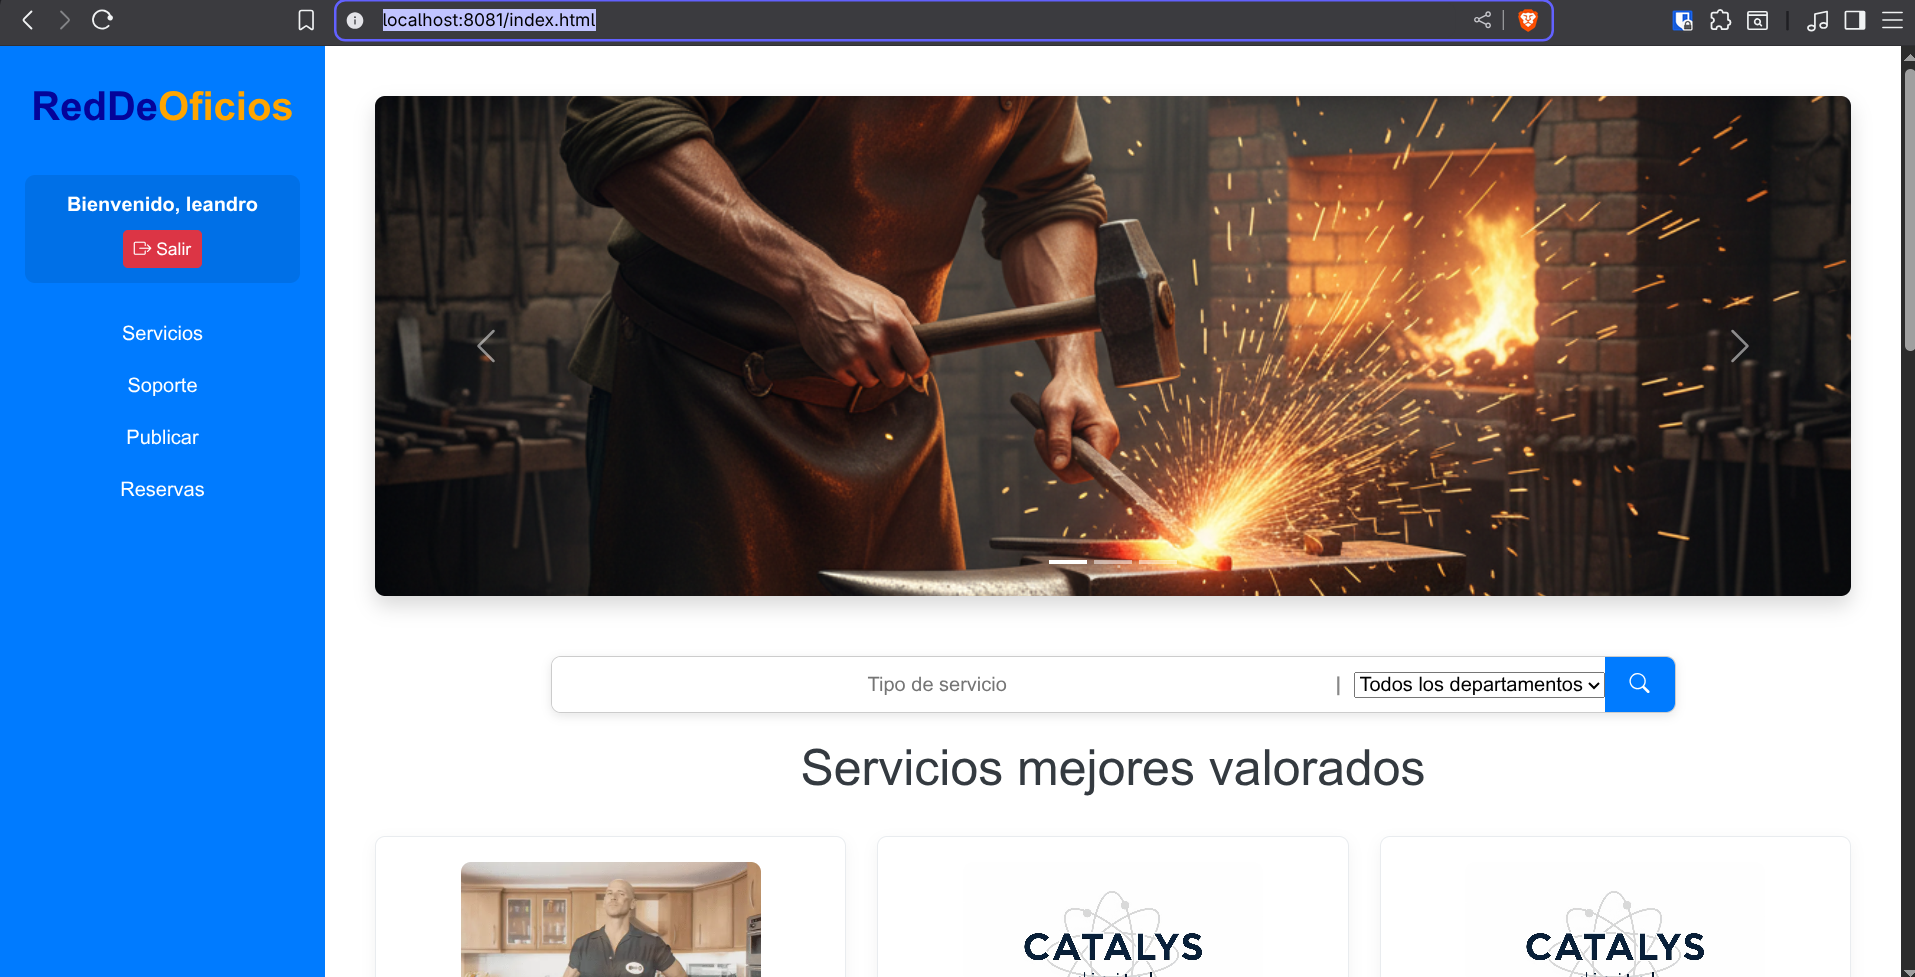 localhost:8081/index.html
RedDeOficios
Bienvenido, leandro
Salir
Servicios
Soporte
Publicar
Reservas
Tipo de servicio | Todos los departamentos
Servicios mejores valorados
CATALYS
CATALYS